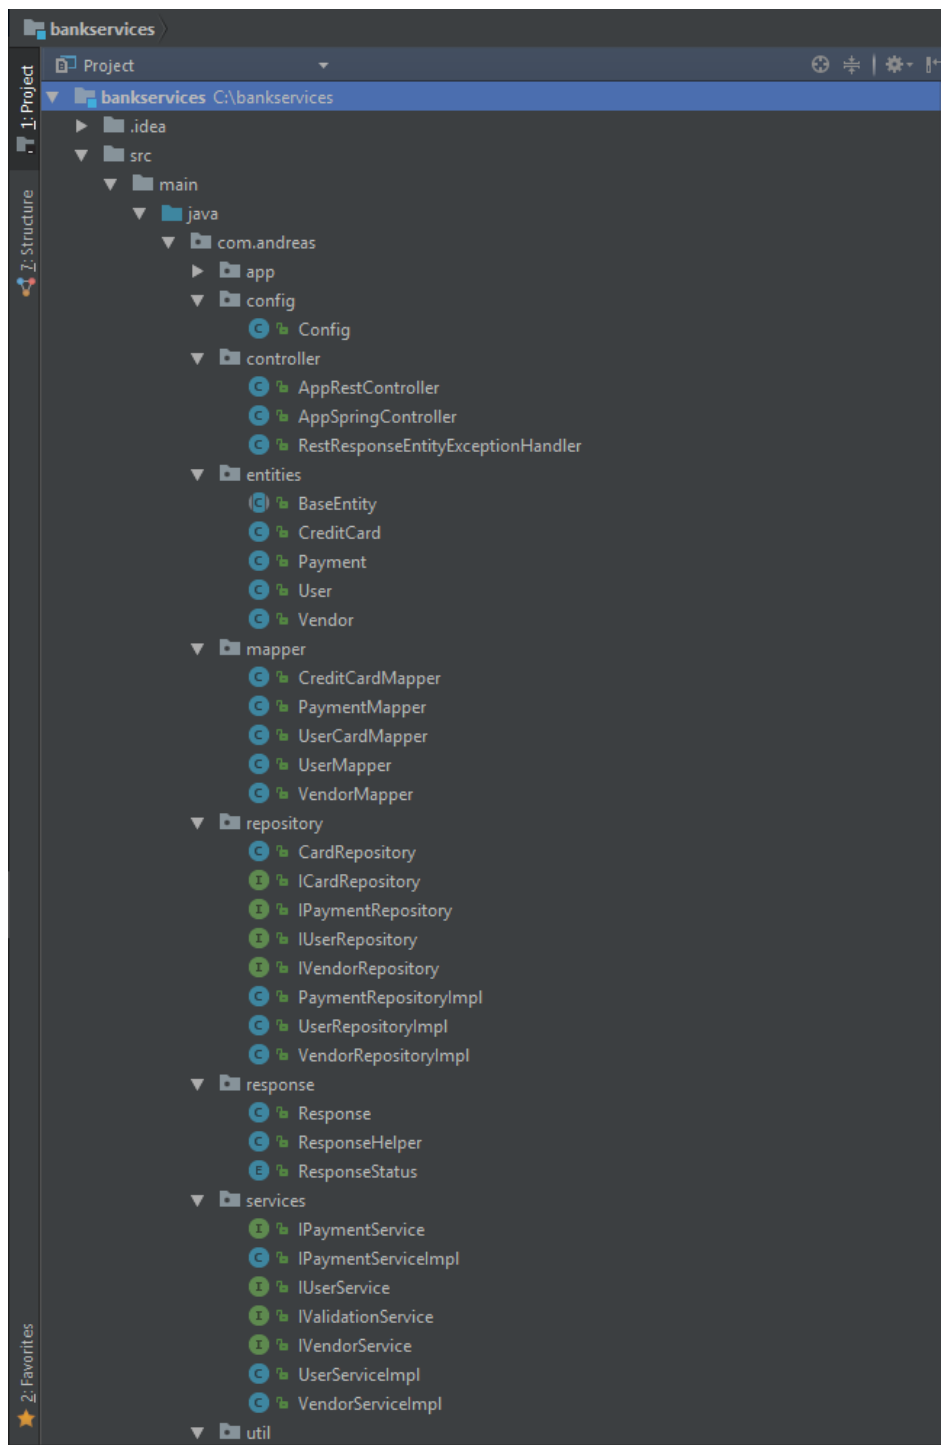 bankservices
1: Project
7: Structure
2: Favorites
Project
bankservices C:\bankservices
.idea
src
main
java
com.andreas
app
config
Config
controller
AppRestController
AppSpringController
RestResponseEntityExceptionHandler
entities
BaseEntity
CreditCard
Payment
User
Vendor
mapper
CreditCardMapper
PaymentMapper
UserCardMapper
UserMapper
VendorMapper
repository
CardRepository
ICardRepository
IPaymentRepository
IUserRepository
IVendorRepository
PaymentRepositoryImpl
UserRepositoryImpl
VendorRepositoryImpl
response
Response
ResponseHelper
ResponseStatus
services
IPaymentService
IPaymentServiceImpl
IUserService
IValidationService
IVendorService
UserServiceImpl
VendorServiceImpl
util